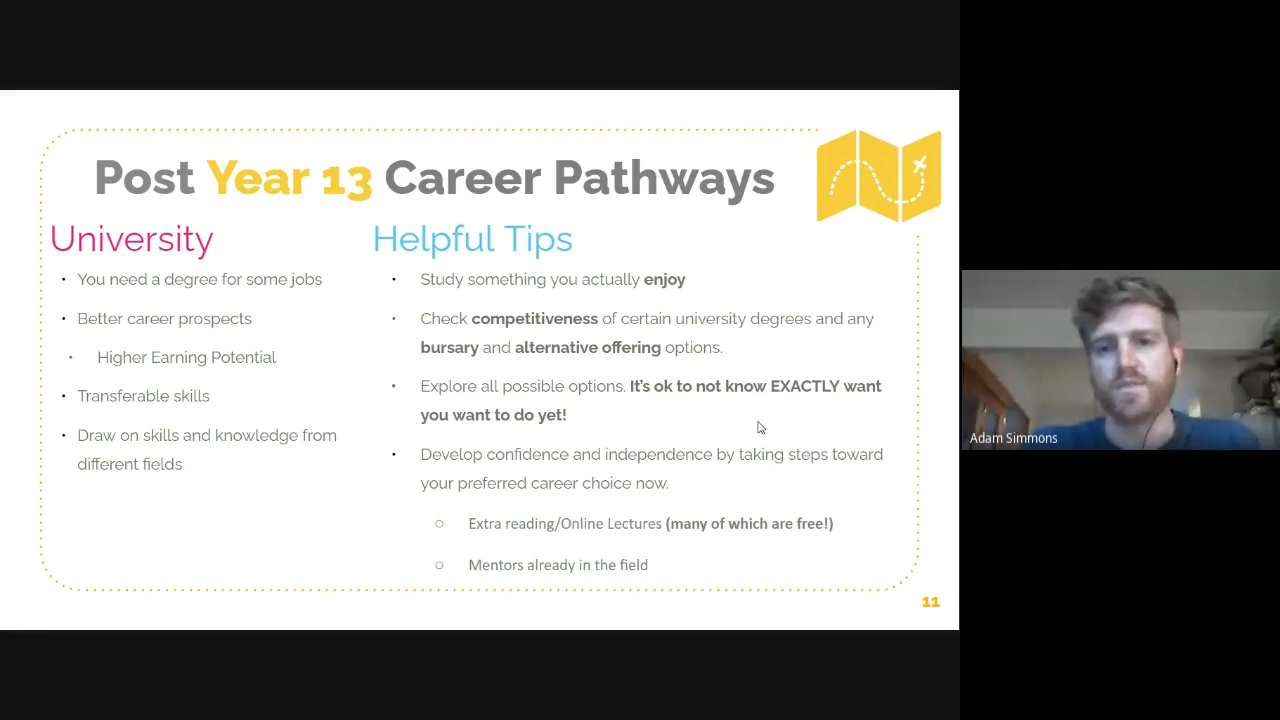 Post Year 13 Career Pathways
University
You need a degree for some jobs
Better career prospects
Higher Earning Potential
Transferable skills
Draw on skills and knowledge from
different fields
Helpful Tips
Study something you actually enjoy
Check competitiveness of certain university degrees and any
bursary and alternative offering options.
Explore all possible options. It's ok to not know EXACTLY want
you want to do yet!
Develop confidence and independence by taking steps toward
your preferred career choice now.
Extra reading/Online Lectures (many of which are free!)
Mentors already in the field
11
Adam Simmons